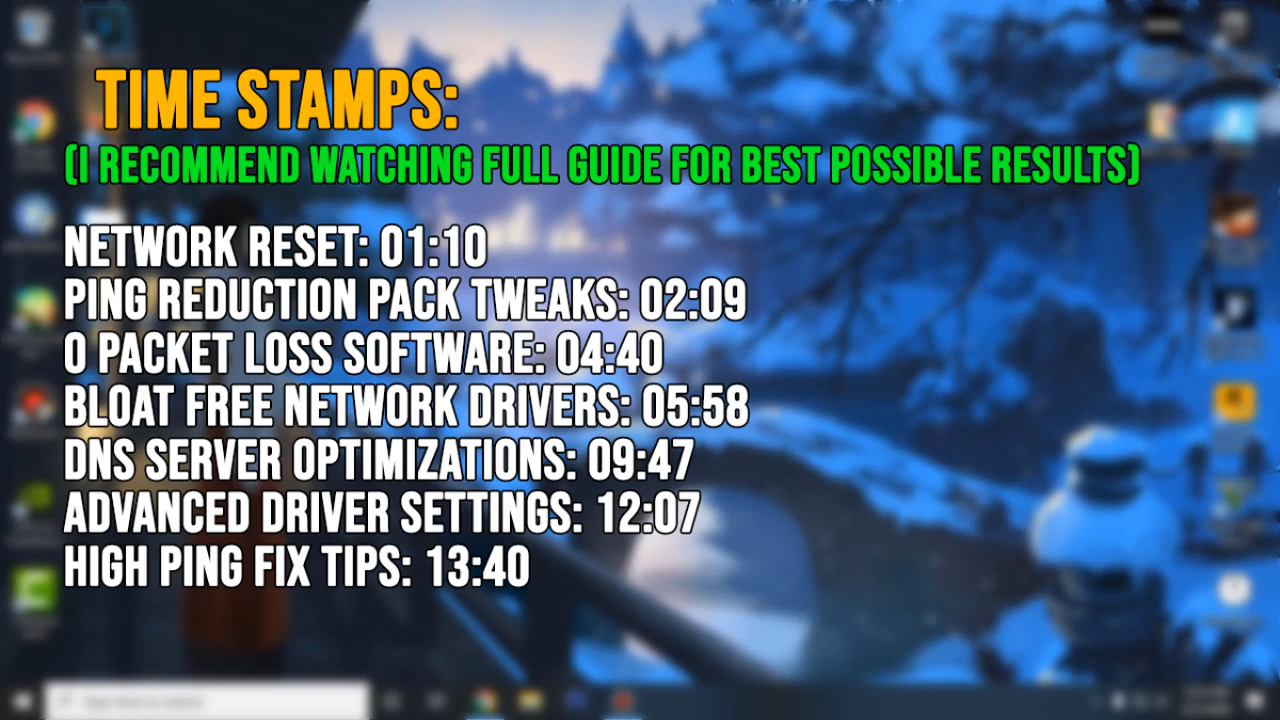 TIME STAMPS:
(I RECOMMEND WATCHING FULL GUIDE FOR BEST POSSIBLE RESULTS)
NETWORK RESET: 01:10
PING REDUCTION PACK TWEAKS: 02:09
0 PACKET LOSS SOFTWARE: 04:40
BLOAT FREE NETWORK DRIVERS: 05:58
DNS SERVER OPTIMIZATIONS: 09:47
ADVANCED DRIVER SETTINGS: 12:07
HIGH PING FIX TIPS: 13:40